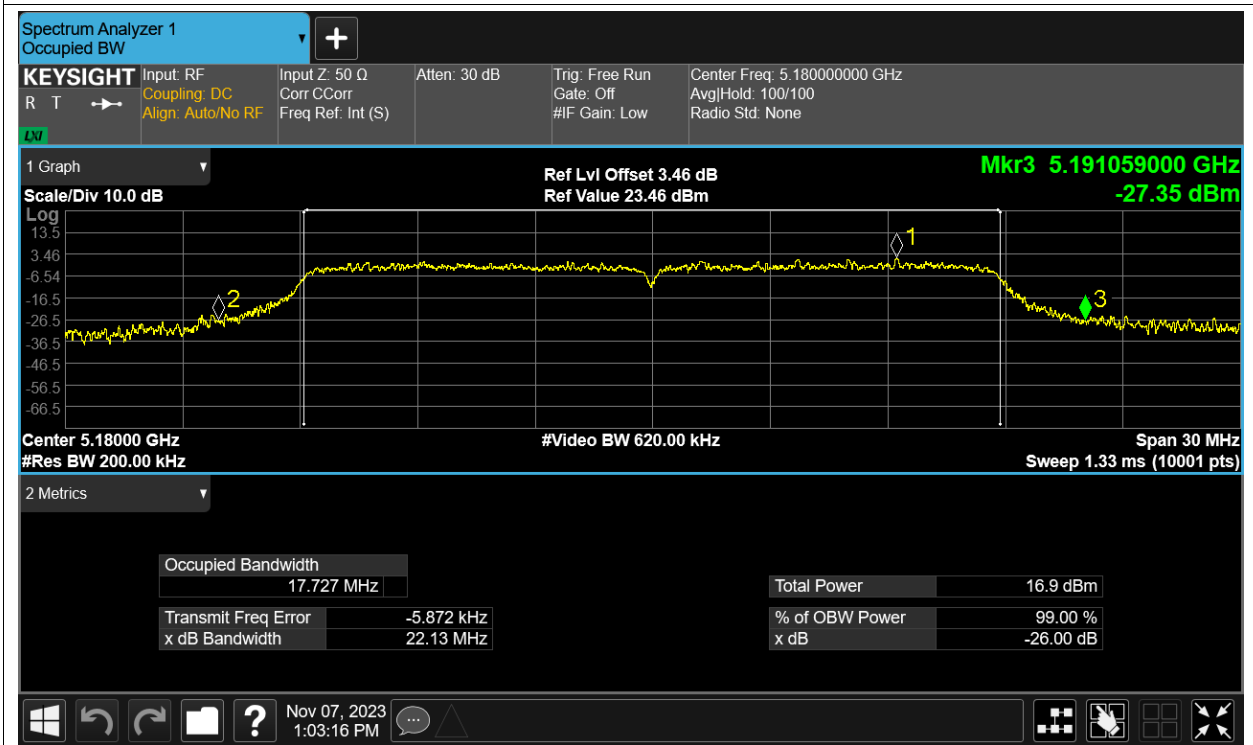 Spectrum Analyzer 1
Occupied BW
+
KEYSIGHT
R T
LXI
Input: RF
Coupling: DC
Align: Auto/No RF
Input Z: 50 Ω
Corr CCorr
Freq Ref: Int (S)
Atten: 30 dB
Trig: Free Run
Gate: Off
#IF Gain: Low
Center Freq: 5.180000000 GHz
Avg|Hold: 100/100
Radio Std: None
1 Graph
Scale/Div 10.0 dB
Ref Lvl Offset 3.46 dB
Ref Value 23.46 dBm
Mkr3 5.191059000 GHz
-27.35 dBm
Log
13.5
3.46
-6.54
-16.5
-26.5
-36.5
-46.5
-56.5
-66.5
1
2
3
Center 5.18000 GHz
#Res BW 200.00 kHz
#Video BW 620.00 kHz
Span 30 MHz
Sweep 1.33 ms (10001 pts)
2 Metrics
Occupied Bandwidth
17.727 MHz
Transmit Freq Error -5.872 kHz
x dB Bandwidth 22.13 MHz
Total Power 16.9 dBm
% of OBW Power 99.00 %
x dB -26.00 dB
?
Nov 07, 2023
1:03:16 PM